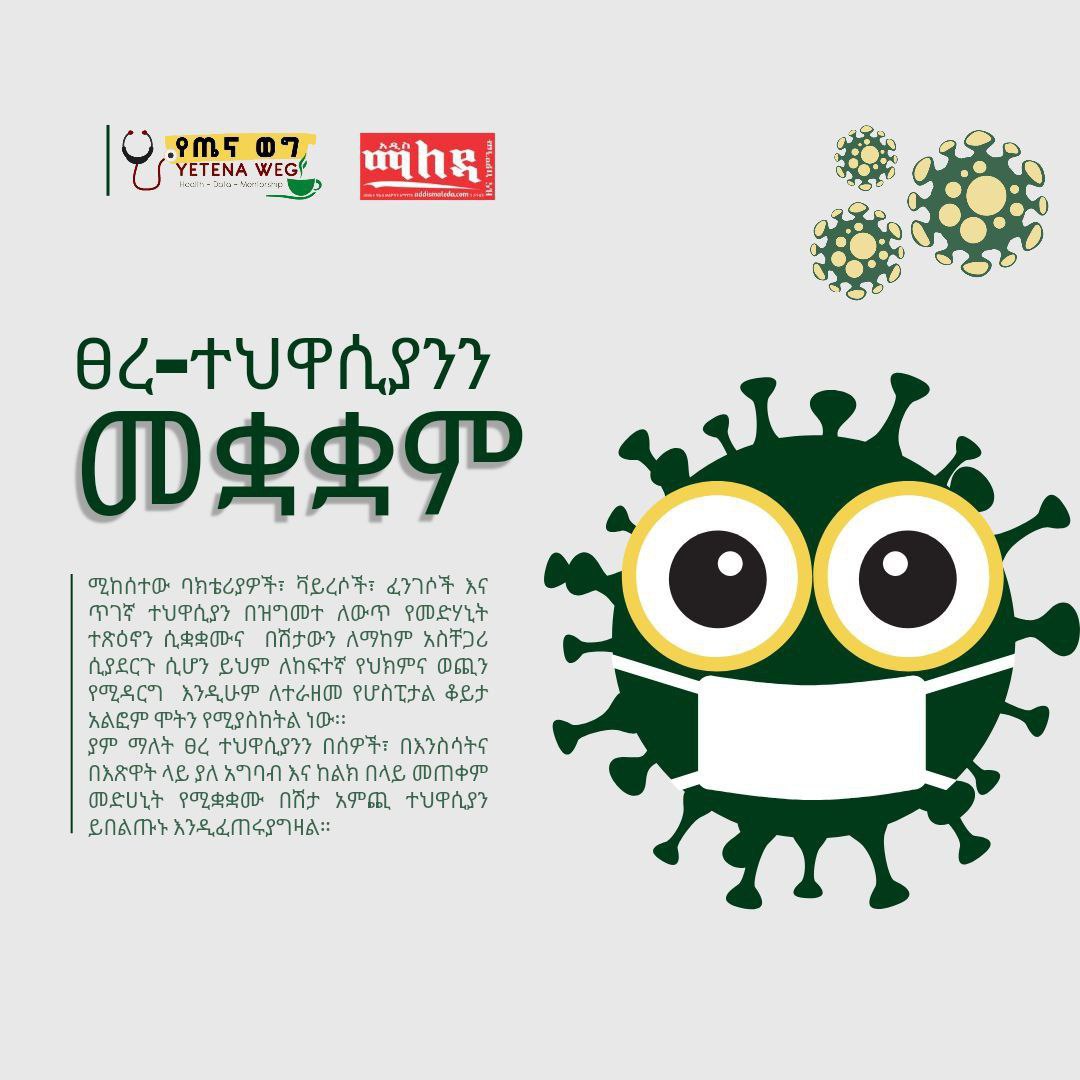 የጤና ወግ
YETENA WEG
Health - Data - Mentorship
አዲስ
ማለዳ
addismaleda.com
ፀረ-ተህዋሲያንን
መቋቋም
ሚከሰተው ባክቴሪያዎች፣ ቫይረሶች፣ ፈንገሶች እና
ጥገኛ ተህዋሲያን በዝግመተ ለውጥ የመድሃኒት
ተጽዕኖን ሲቋቋሙና በሽታውን ለማከም አስቸጋሪ
ሲያደርጉ ሲሆን ይህም ለከፍተኛ የህክምና ወጪን
የሚዳርግ እንዲሁም ለተራዘመ የሆስፒታል ቆይታ
አልፎም ሞትን የሚያስከትል ነው፡፡
ያም ማለት ፀረ ተህዋሲያንን በሰዎች፣ በእንስሳትና
በእጽዋት ላይ ያለ አግባብ እና ከልክ በላይ መጠቀም
መድሀኒት የሚቋቋሙ በሽታ አምጪ ተህዋሲያን
ይበልጡኑ እንዲፈጠሩያግዛል።